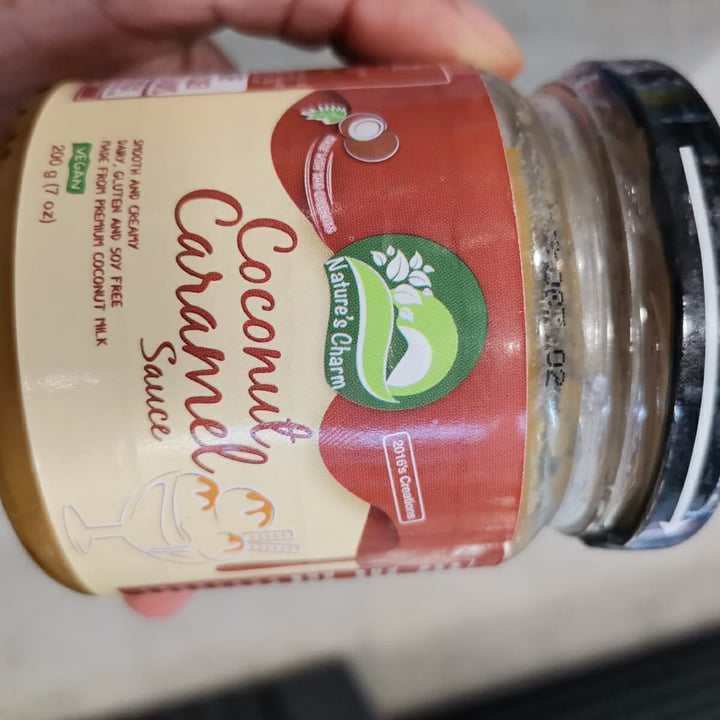 Nature's Charm
2016's Creations
Coconut
Caramel
Sauce
SMOOTH AND CREAMY
DAIRY, GLUTEN AND SOY FREE
MADE FROM PREMIUM COCONUT MILK
VEGAN
200 g (7 oz)